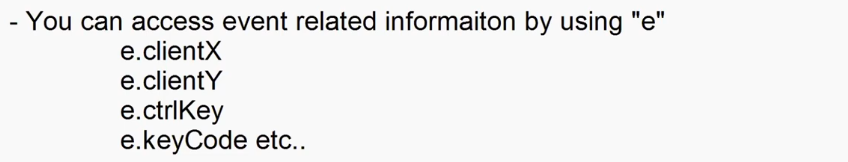 - You can access event related informaiton by using "e"
e.clientX
e.clientY
e.ctrlKey
e.keyCode etc..